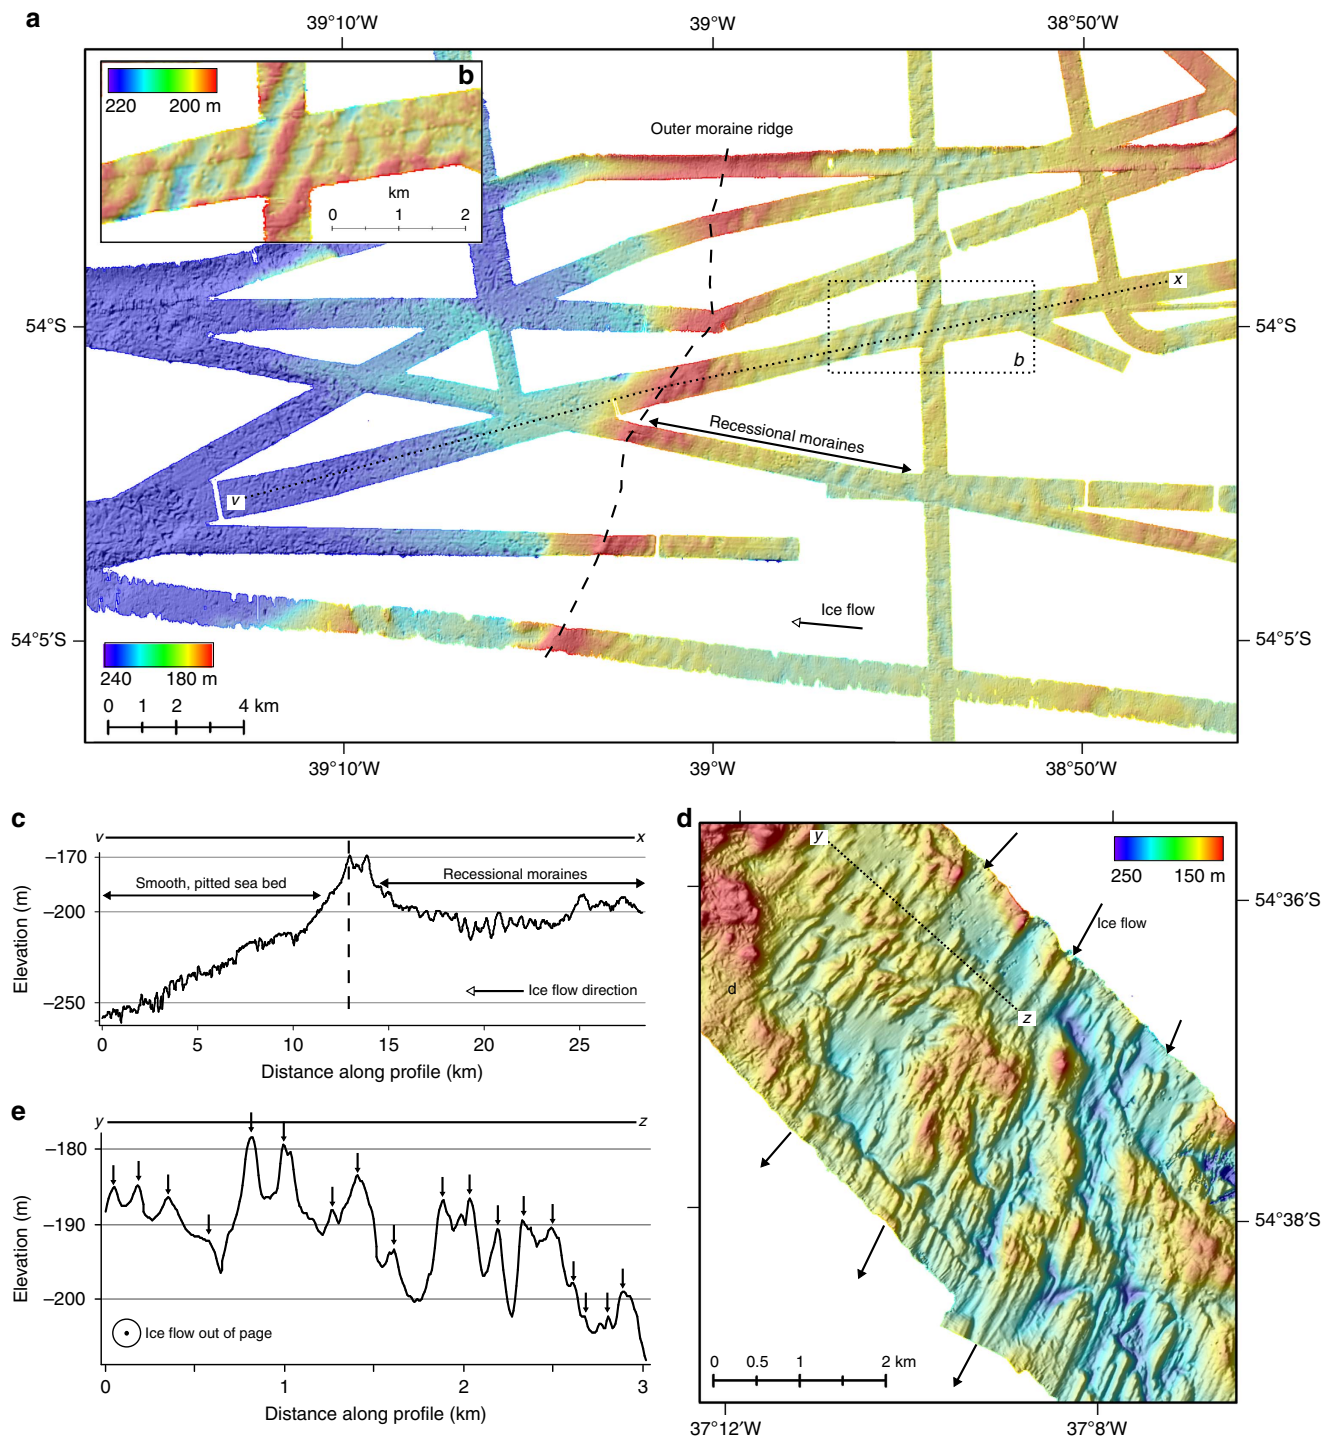 a
39°10′W
39°W
38°50′W
b
220
200 m
km
0
1
2
Outer moraine ridge
54°S
54°S
x
b
Recessional moraines
v
Ice flow
54°5′S
54°5′S
240
180 m
0
1
2
4 km
39°10′W
39°W
38°50′W
c
v
x
−170
−200
−250
Elevation (m)
Smooth, pitted sea bed
Recessional moraines
Ice flow direction
0
5
10
15
20
25
Distance along profile (km)
d
y
250
150 m
54°36′S
Ice flow
d
z
54°38′S
0
0.5
1
2 km
37°12′W
37°8′W
e
y
z
−180
−190
−200
Elevation (m)
Ice flow out of page
0
1
2
3
Distance along profile (km)